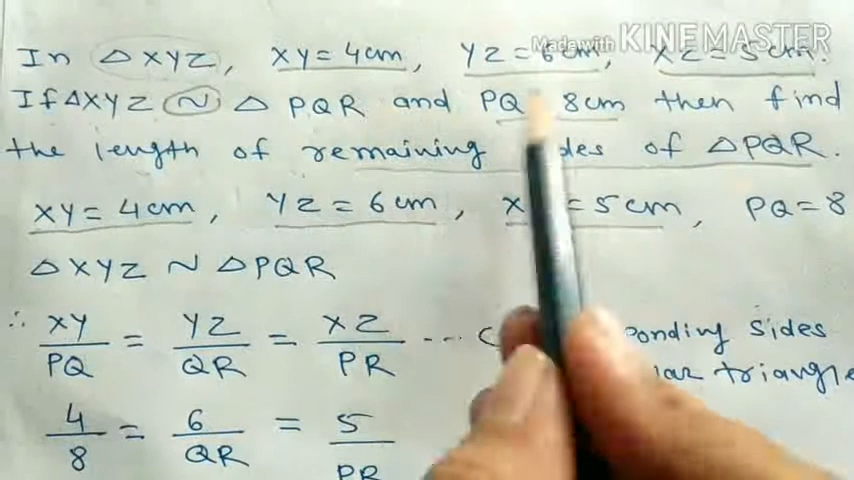 Made with KINEMASTER
In △XYZ, XY = 4cm, YZ = 6cm, XZ = 5cm.
If △XYZ ~ △PQR and PQ 8cm then find
the length of remaining of △PQR.
XY = 4cm, YZ = 6cm, = 5cm, PQ = 8
△XYZ ~ △PQR
∴ XY/PQ = YZ/QR = XZ/PR ---
sides
triangle
4/8 = 6/QR = 5/PR